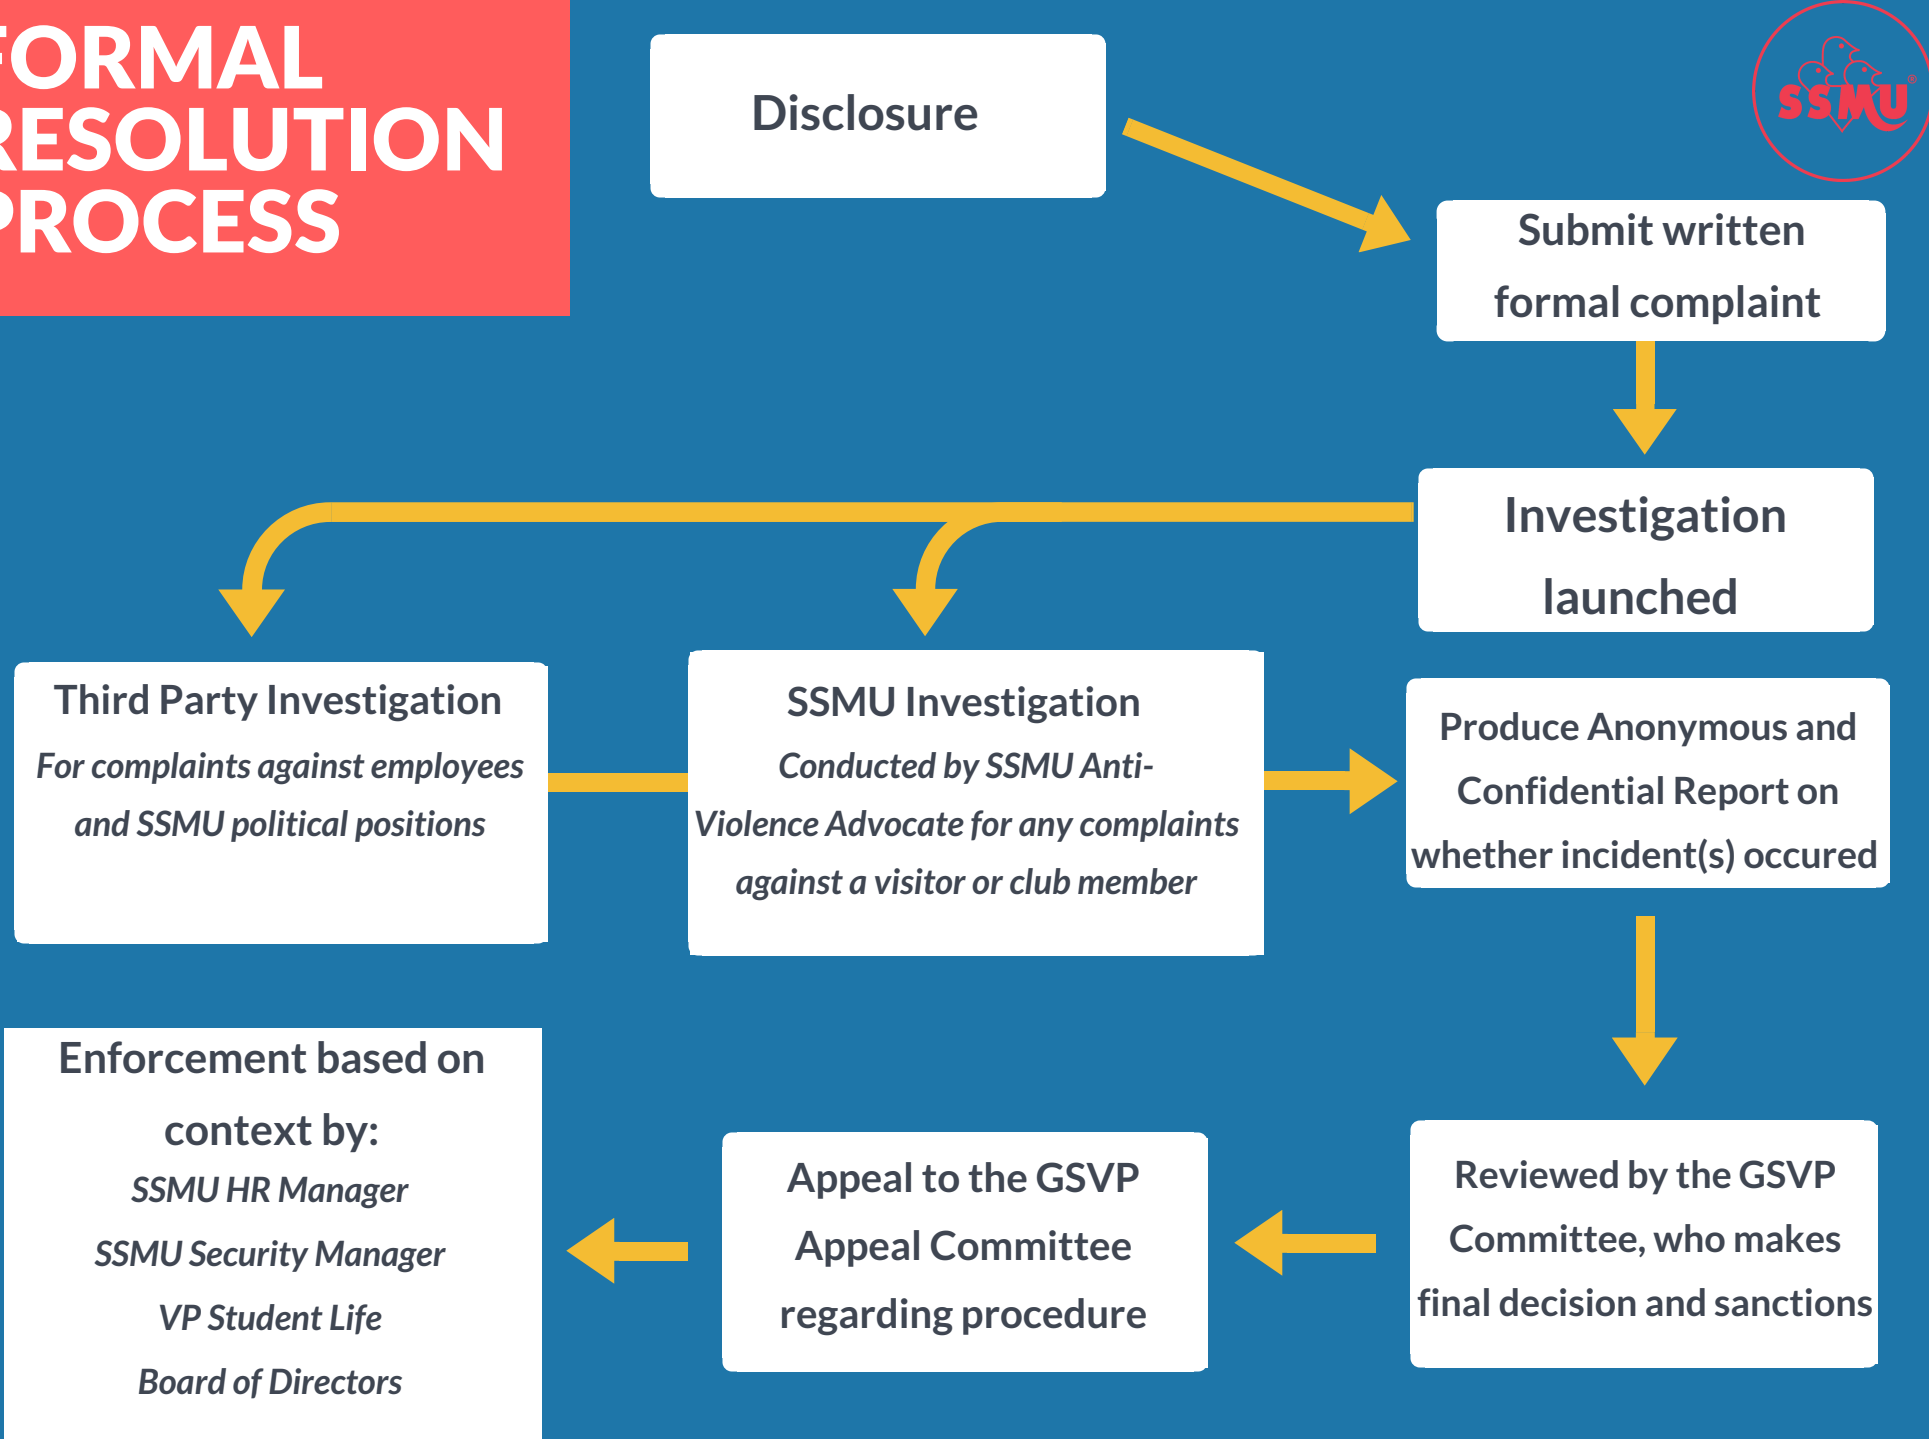 FORMAL
RESOLUTION
PROCESS
Disclosure
SSMU®
Submit written
formal complaint
Investigation
launched
Third Party Investigation
For complaints against employees
and SSMU political positions
SSMU Investigation
Conducted by SSMU Anti-
Violence Advocate for any complaints
against a visitor or club member
Produce Anonymous and
Confidential Report on
whether incident(s) occured
Reviewed by the GSVP
Committee, who makes
final decision and sanctions
Appeal to the GSVP
Appeal Committee
regarding procedure
Enforcement based on
context by:
SSMU HR Manager
SSMU Security Manager
VP Student Life
Board of Directors